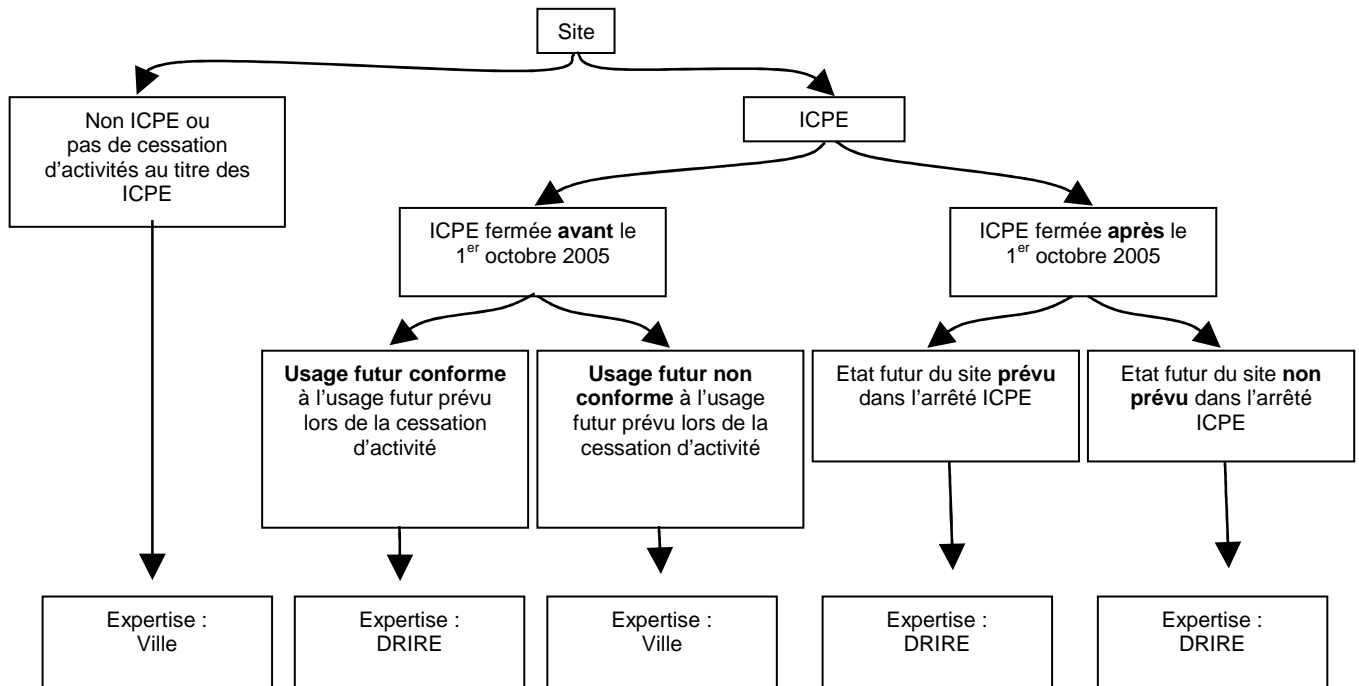 Site
Non ICPE ou
pas de cessation
d’activités au titre des
ICPE
ICPE
ICPE fermée avant le
1er octobre 2005
ICPE fermée après le
1er octobre 2005
Usage futur conforme
à l’usage futur prévu
lors de la cessation
d’activité
Usage futur non
conforme à l’usage
futur prévu lors de la
cessation d’activité
Etat futur du site prévu
dans l’arrêté ICPE
Etat futur du site non
prévu dans l’arrêté
ICPE
Expertise :
Ville
Expertise :
DRIRE
Expertise :
Ville
Expertise :
DRIRE
Expertise :
DRIRE